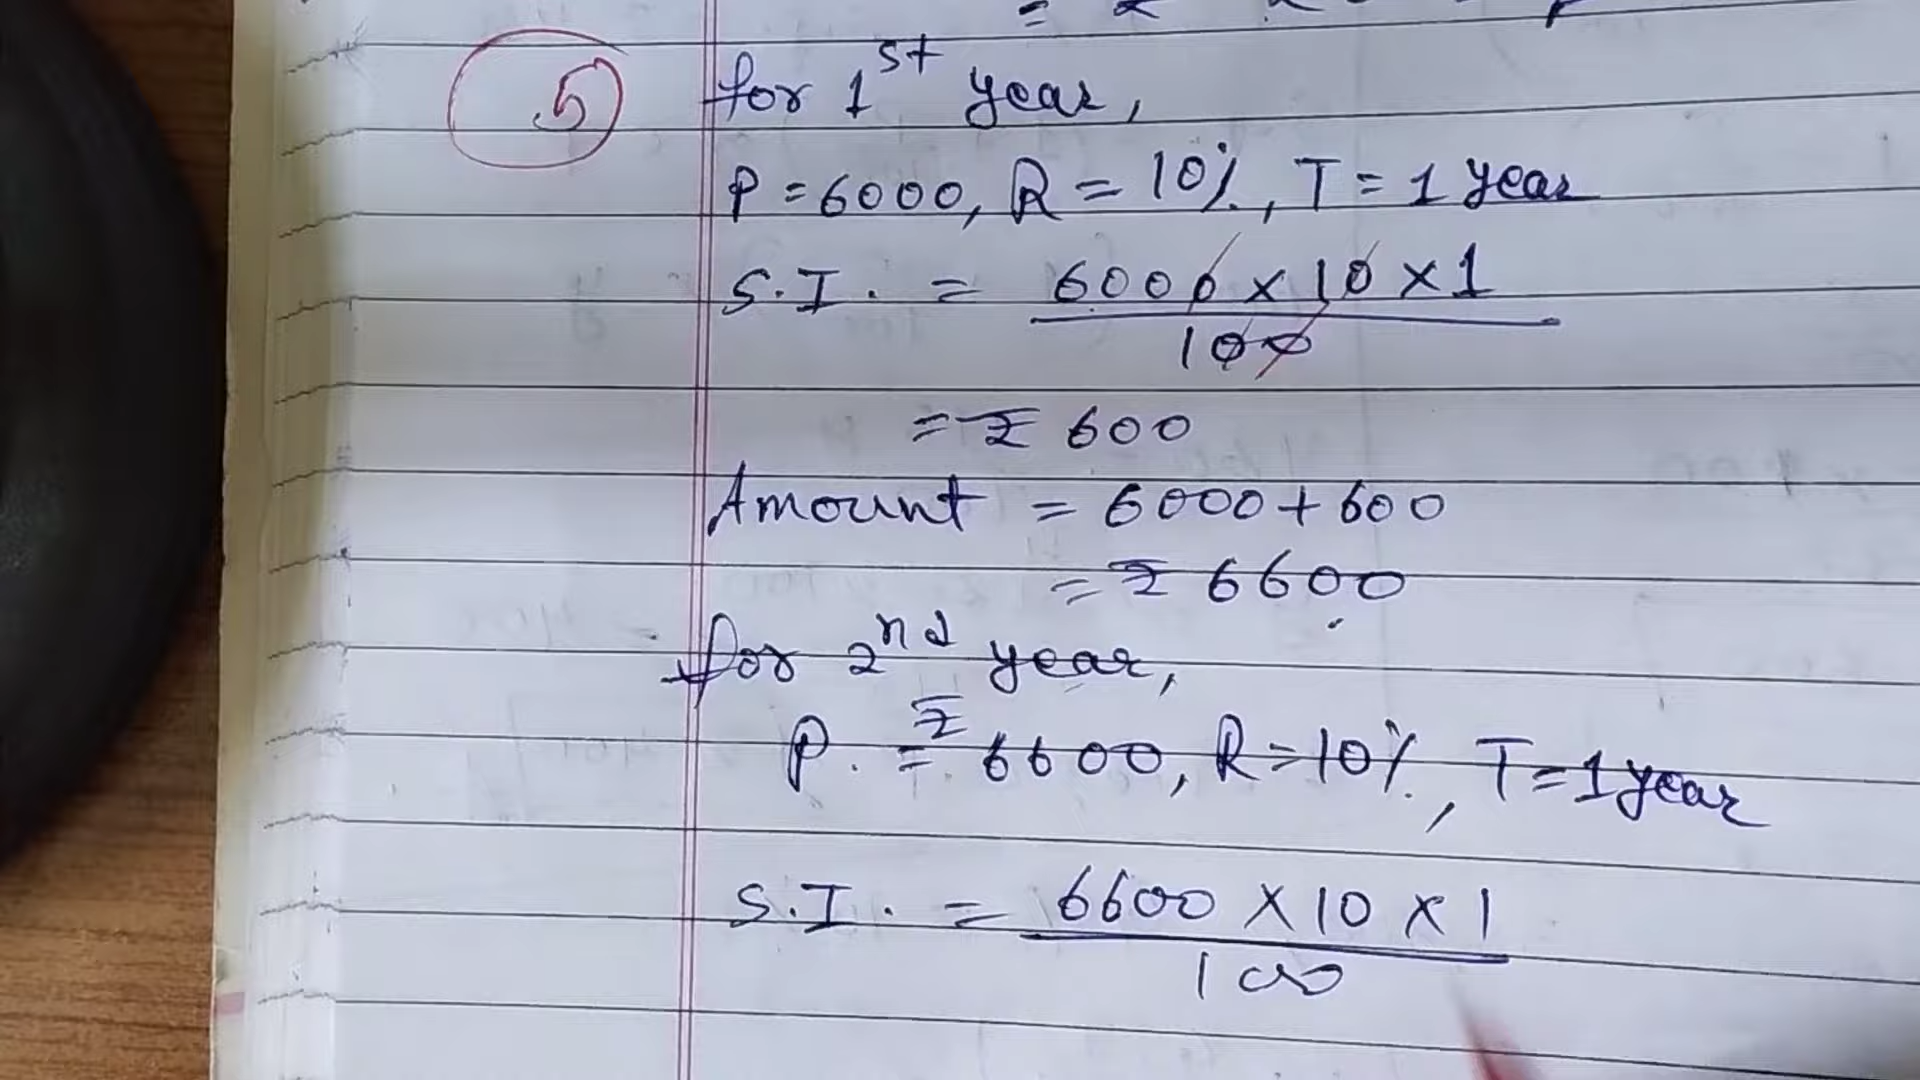 5
for 1st year,
P = 6000, R = 10%, T = 1 year
S.I. = 6000 x 10 x 1
100
= ₹ 600
Amount = 6000 + 600
= ₹ 6600
for 2nd year,
P. = ₹ 6600, R = 10%, T = 1 year
S.I. = 6600 x 10 x 1
100